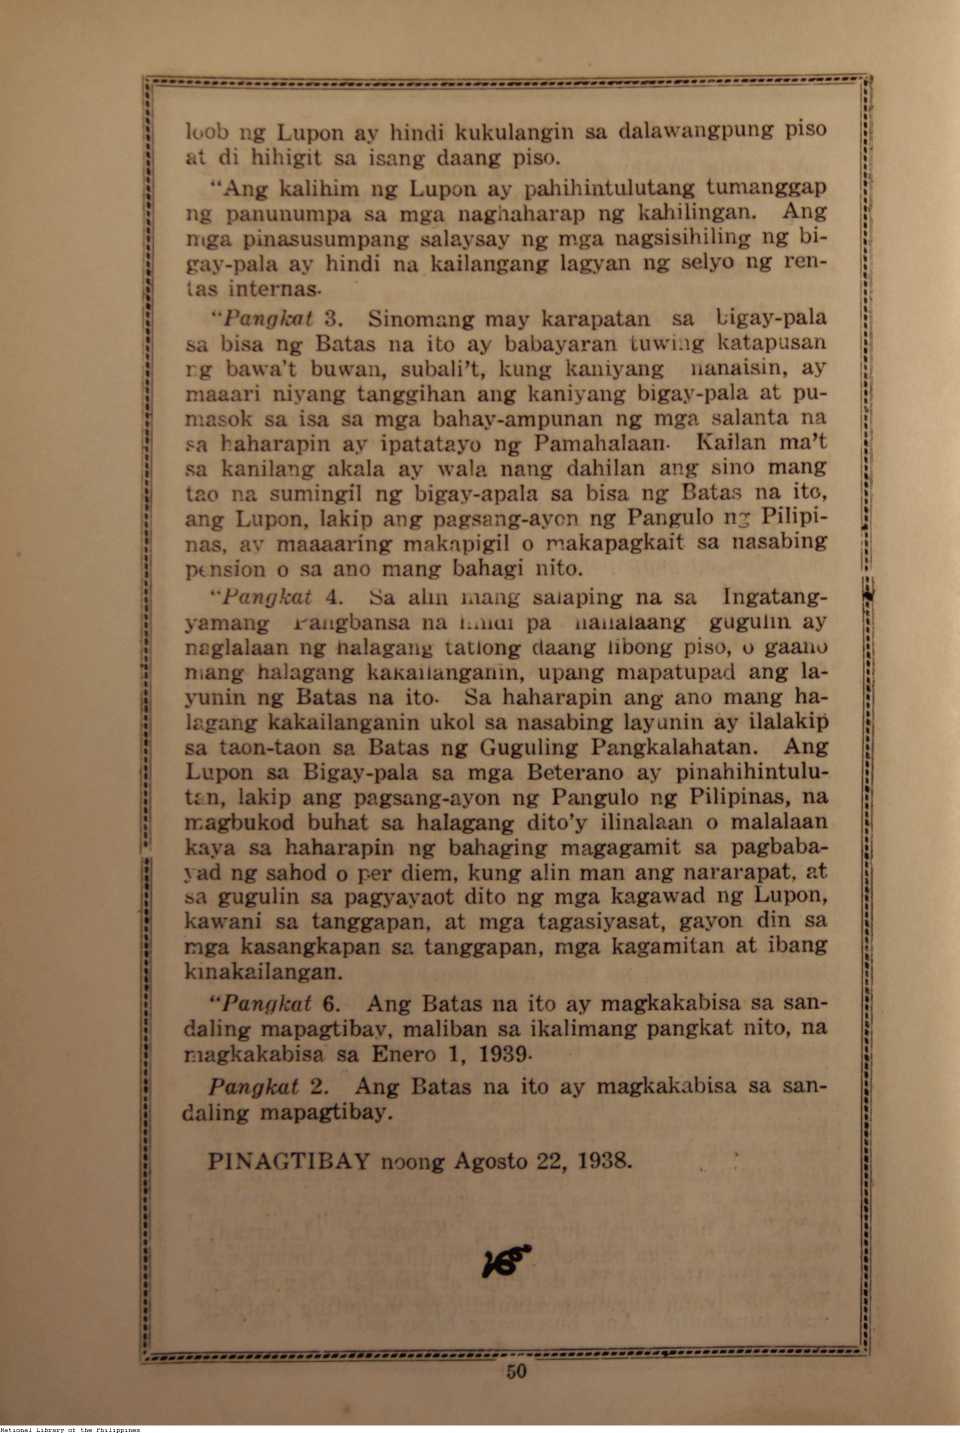 loob ng Lupon ay hindi kukulangin sa dalawangpung piso
at di hihigit sa isang daang piso.
"Ang kalihim ng Lupon ay pahihintulutang tumanggap
ng panunumpa sa mga naghaharap ng kahilingan. Ang
mga pinasusumpang salaysay ng mga nagsisihiling ng bi-
gay-pala ay hindi na kailangang lagyan ng selyo ng ren-
tas internas.
"Pangkat 3. Sinomang may karapatan sa bigay-pala
sa bisa ng Batas na ito ay babayaran tuwing katapusan
ng bawa't buwan, subali't, kung kaniyang nanaisin, ay
maaari niyang tanggihan ang kaniyang bigay-pala at pu-
masok sa isa sa mga bahay-ampunan ng mga salanta na
sa haharapin ay ipatatayo ng Pamahalaan. Kailan ma't
sa kanilang akala ay wala nang dahilan ang sino mang
tao na sumingil ng bigay-apala sa bisa ng Batas na ito,
ang Lupon, lakip ang pagsang-ayon ng Pangulo ng Pilipi-
nas, ay maaaaring makapigil o makapagkait sa nasabing
pension o sa ano mang bahagi nito.
"Pangkat 4. Sa alin mang salaping na sa Ingatang-
yamang Pangbansa na hindi pa nanalaang gugulin ay
naglalaan ng halagang tatlong daang libong piso, o gaano
mang halagang kakailanganin, upang mapatupad ang la-
yunin ng Batas na ito. Sa haharapin ang ano mang ha-
lagang kakailanganin ukol sa nasabing layunin ay ilalakip
sa taon-taon sa Batas ng Guguling Pangkalahatan. Ang
Lupon sa Bigay-pala sa mga Beterano ay pinahihintulu-
tan, lakip ang pagsang-ayon ng Pangulo ng Pilipinas, na
magbukod buhat sa halagang dito'y ilinalaan o malalaan
kaya sa haharapin ng bahaging magagamit sa pagbaba-
yad ng sahod o per diem, kung alin man ang nararapat, at
sa gugulin sa pagyayaot dito ng mga kagawad ng Lupon,
kawani sa tanggapan, at mga tagasiyasat, gayon din sa
mga kasangkapan sa tanggapan, mga kagamitan at ibang
kinakailangan.
"Pangkat 6. Ang Batas na ito ay magkakabisa sa san-
daling mapagtibay, maliban sa ikalimang pangkat nito, na
magkakabisa sa Enero 1, 1939.
Pangkat 2. Ang Batas na ito ay magkakabisa sa san-
daling mapagtibay.
PINAGTIBAY noong Agosto 22, 1938.
50
National Library of the Philippines